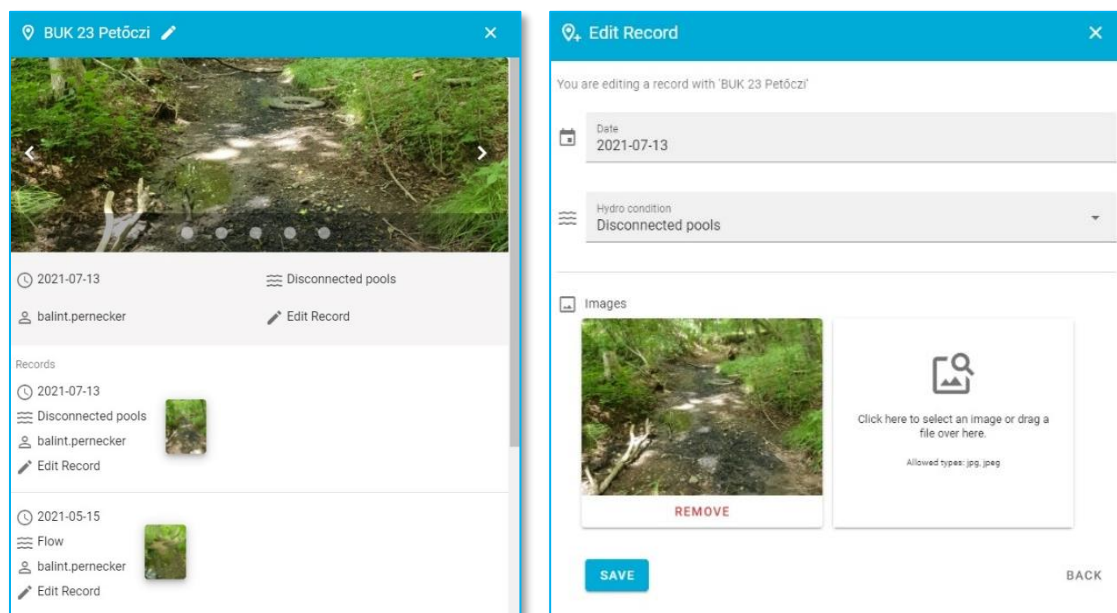 BUK 23 Petőczi
2021-07-13
Disconnected pools
balint.pernecker
Edit Record
Records
2021-07-13
Disconnected pools
balint.pernecker
Edit Record
2021-05-15
Flow
balint.pernecker
Edit Record
Edit Record
You are editing a record with 'BUK 23 Petőczi'
Date
2021-07-13
Hydro condition
Disconnected pools
Images
REMOVE
Click here to select an image or drag a
file over here.
Allowed types: jpg, jpeg
SAVE
BACK